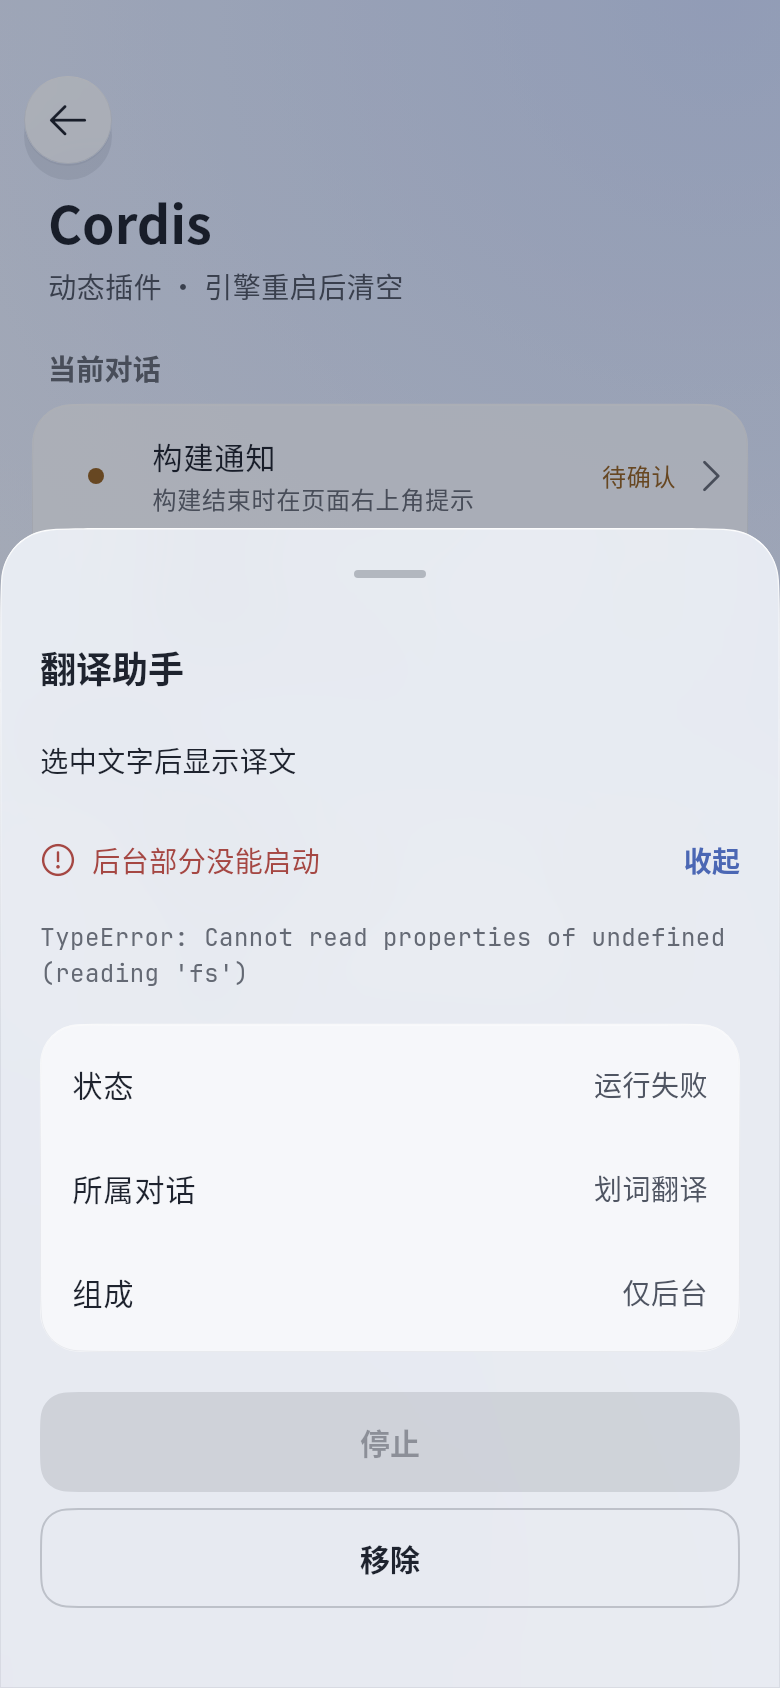 Cordis
动态插件 · 引擎重启后清空
当前对话
构建通知
待确认
构建结束时在页面右上角提示
翻译助手
选中文字后显示译文
后台部分没能启动
收起
TypeError: Cannot read properties of undefined
(reading 'fs')
状态
运行失败
所属对话
划词翻译
组成
仅后台
停止
移除